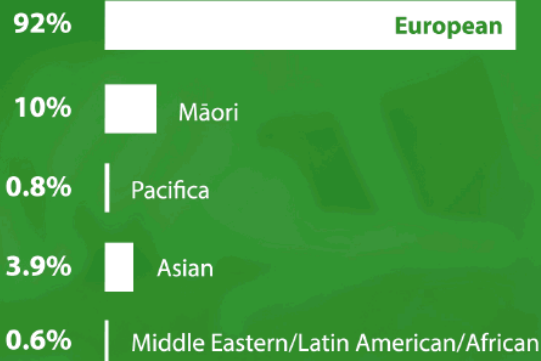 92% European
10% Māori
0.8% Pacifica
3.9% Asian
0.6% Middle Eastern/Latin American/African